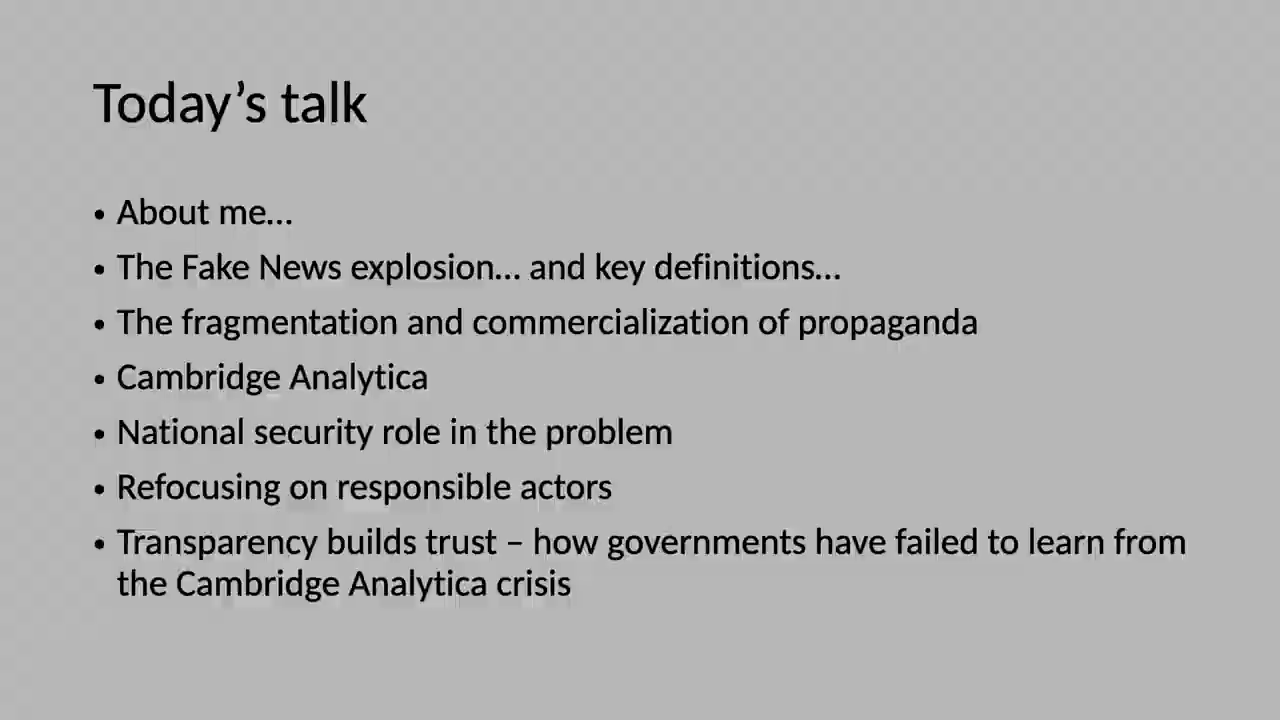 Today’s talk
• About me...
• The Fake News explosion... and key definitions...
• The fragmentation and commercialization of propaganda
• Cambridge Analytica
• National security role in the problem
• Refocusing on responsible actors
• Transparency builds trust – how governments have failed to learn from
the Cambridge Analytica crisis